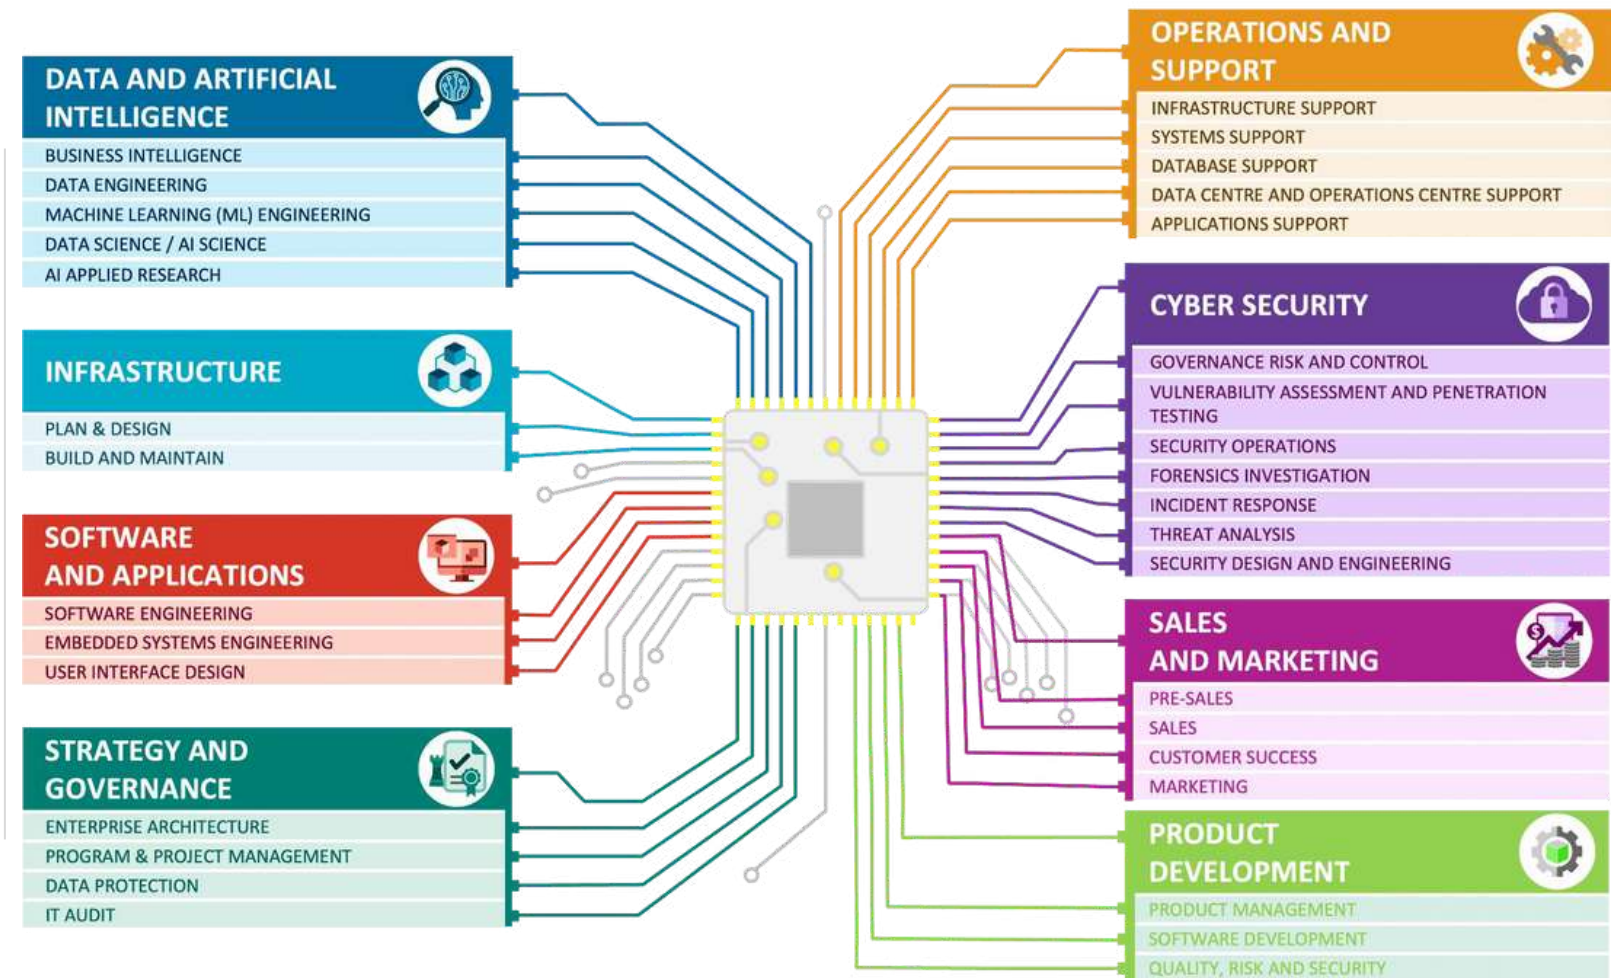 DATA AND ARTIFICIAL
INTELLIGENCE
BUSINESS INTELLIGENCE
DATA ENGINEERING
MACHINE LEARNING (ML) ENGINEERING
DATA SCIENCE / AI SCIENCE
AI APPLIED RESEARCH
INFRASTRUCTURE
PLAN & DESIGN
BUILD AND MAINTAIN
SOFTWARE
AND APPLICATIONS
SOFTWARE ENGINEERING
EMBEDDED SYSTEMS ENGINEERING
USER INTERFACE DESIGN
STRATEGY AND
GOVERNANCE
ENTERPRISE ARCHITECTURE
PROGRAM & PROJECT MANAGEMENT
DATA PROTECTION
IT AUDIT
OPERATIONS AND
SUPPORT
INFRASTRUCTURE SUPPORT
SYSTEMS SUPPORT
DATABASE SUPPORT
DATA CENTRE AND OPERATIONS CENTRE SUPPORT
APPLICATIONS SUPPORT
CYBER SECURITY
GOVERNANCE RISK AND CONTROL
VULNERABILITY ASSESSMENT AND PENETRATION
TESTING
SECURITY OPERATIONS
FORENSICS INVESTIGATION
INCIDENT RESPONSE
THREAT ANALYSIS
SECURITY DESIGN AND ENGINEERING
SALES
AND MARKETING
$
PRE-SALES
SALES
CUSTOMER SUCCESS
MARKETING
PRODUCT
DEVELOPMENT
PRODUCT MANAGEMENT
SOFTWARE DEVELOPMENT
QUALITY, RISK AND SECURITY